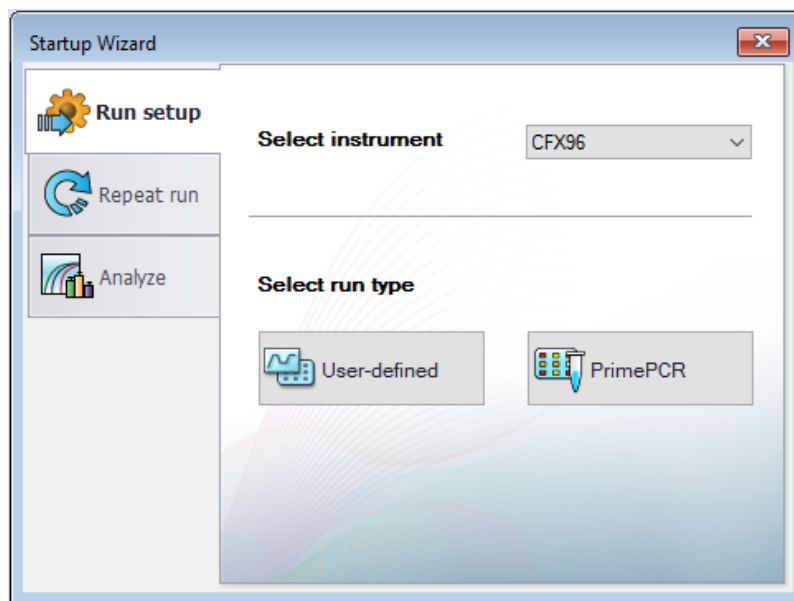 Startup Wizard
Run setup
Repeat run
Analyze
Select instrument
CFX96
Select run type
User-defined
PrimePCR